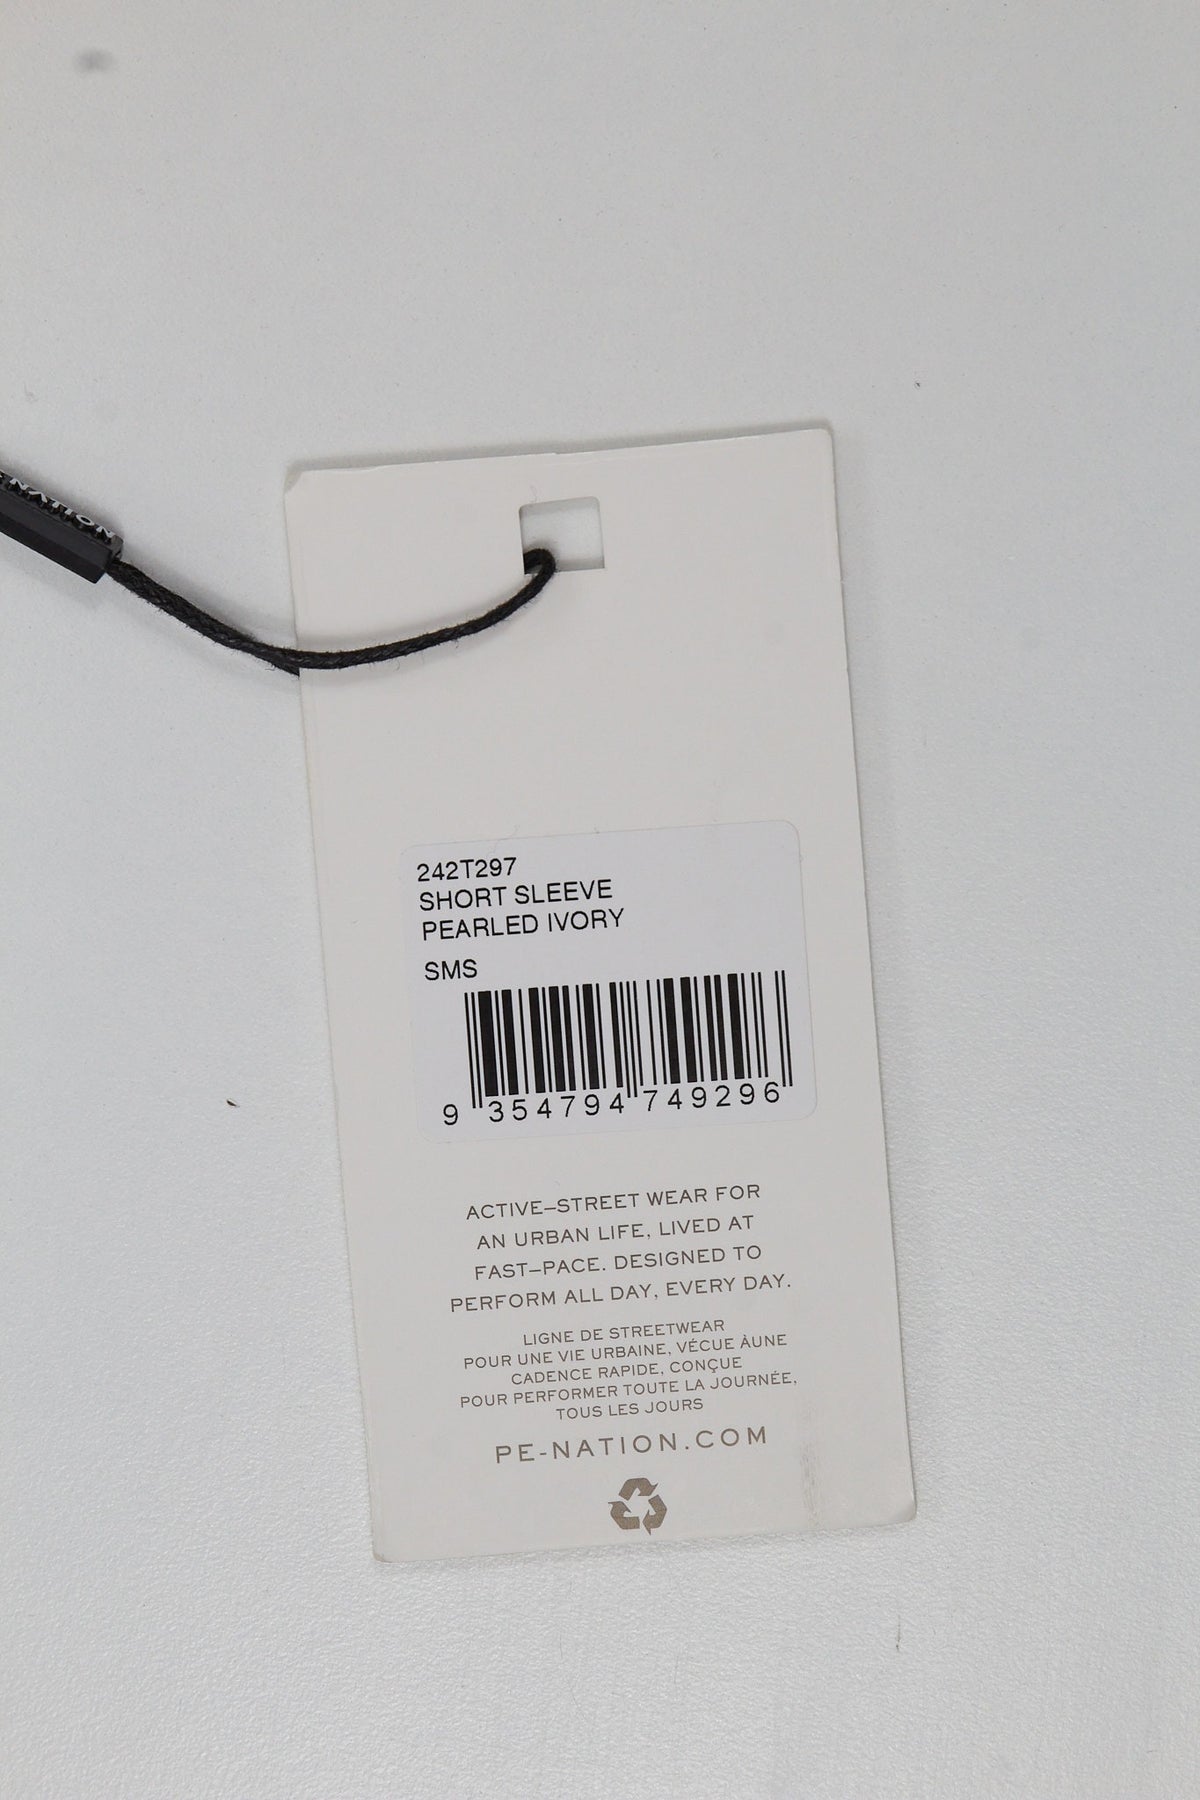 NATION
242T297
SHORT SLEEVE
PEARLED IVORY
SMS
9 354794 749296
ACTIVE–STREET WEAR FOR
AN URBAN LIFE, LIVED AT
FAST–PACE. DESIGNED TO
PERFORM ALL DAY, EVERY DAY.
LIGNE DE STREETWEAR
POUR UNE VIE URBAINE, VÉCUE ÀUNE
CADENCE RAPIDE, CONÇUE
POUR PERFORMER TOUTE LA JOURNÉE,
TOUS LES JOURS
PE-NATION.COM